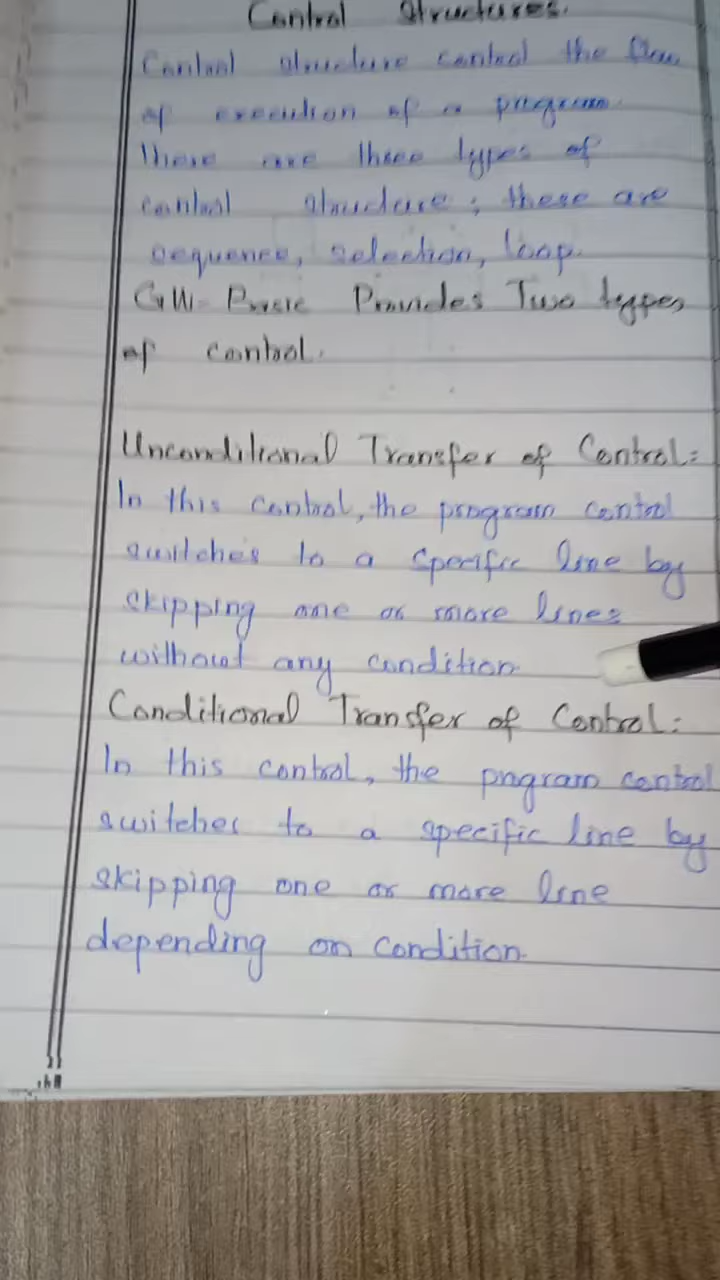 Control Structures.
Control structure control the flow
of execution of a program.
There are three types of
control structure; these are
sequence, selection, loop.
GW-Basic Provides Two types
of control.
Unconditional Transfer of Control:
In this control, the program control
switches to a specific line by
skipping one or more lines
without any condition.
Conditional Transfer of Control:
In this control, the program control
switches to a specific line by
skipping one or more line
depending on condition.